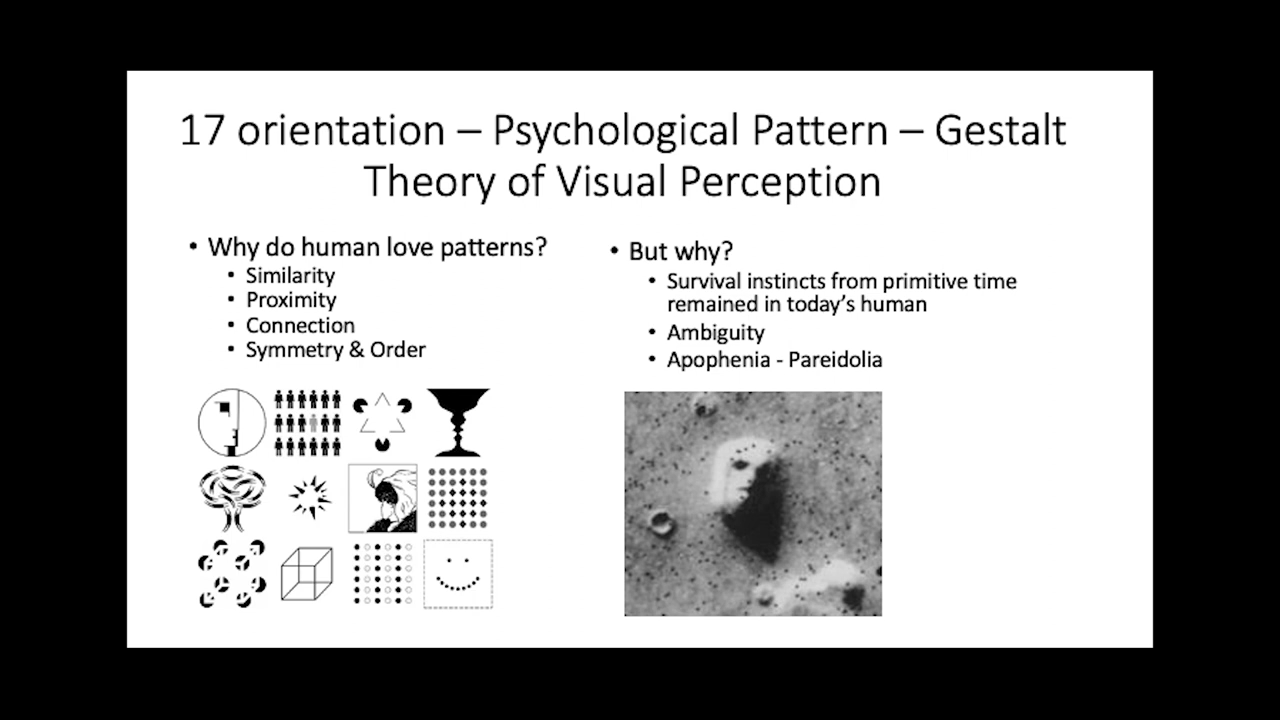 17 orientation – Psychological Pattern – Gestalt
Theory of Visual Perception
• Why do human love patterns?
• Similarity
• Proximity
• Connection
• Symmetry & Order
• But why?
• Survival instincts from primitive time
remained in today’s human
• Ambiguity
• Apophenia - Pareidolia